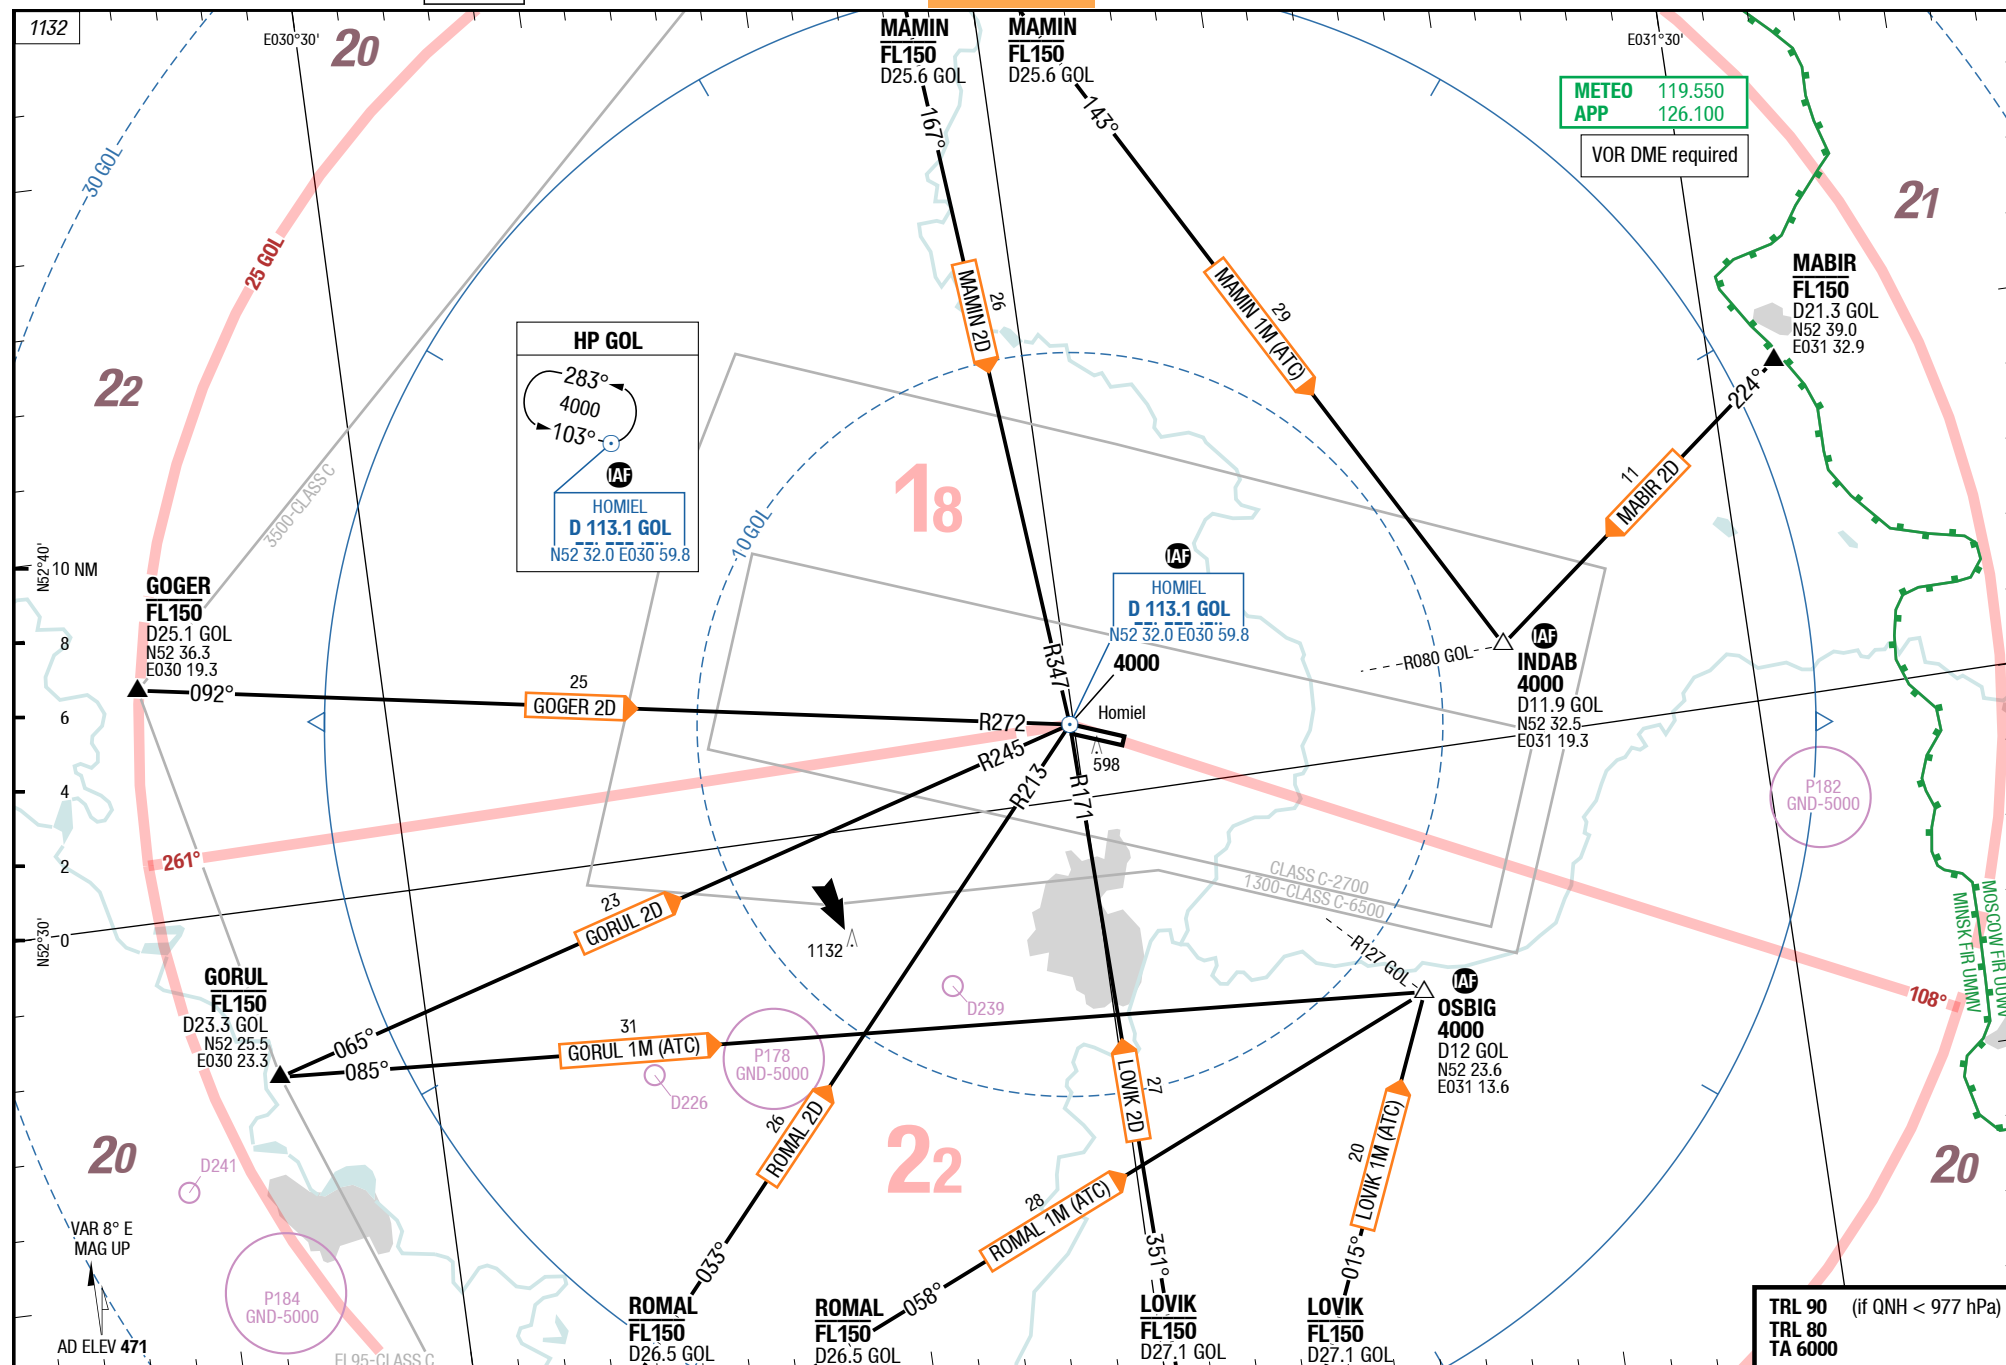 1132
E030°30'
20
MAMIN
FL150
D25.6 GOL
MAMIN
FL150
D25.6 GOL
E031°30'
METEO 119.550
APP 126.100
VOR DME required
30 GOL
25 GOL
167°
143°
21
MABIR
FL150
D21.3 GOL
N52 39.0
E031 32.9
224°
MAMIN 2D
26
MAMIN 1M (ATC)
29
11
MABIR 2D
22
HP GOL
283°
4000
103°
IAF
HOMIEL
D 113.1 GOL
N52 32.0 E030 59.8
3500-CLASS C
10 GOL
18
N52°40'
10 NM
8
6
4
2
0
N52°30'
GOGER
FL150
D25.1 GOL
N52 36.3
E030 19.3
092°
25
GOGER 2D
R272
R245
R213
R347
R171
IAF
HOMIEL
D 113.1 GOL
N52 32.0 E030 59.8
4000
Homiel
598
R080 GOL
IAF
INDAB
4000
D11.9 GOL
N52 32.5
E031 19.3
P182
GND-5000
261°
CLASS C-2700
1300-CLASS C-6500
23
GORUL 2D
1132
R127 GOL
D239
IAF
OSBIG
4000
D12 GOL
N52 23.6
E031 13.6
108°
MINSK FIR UMMV
MOSCOW FIR UUWV
GORUL
FL150
D23.3 GOL
N52 25.5
E030 23.3
065°
085°
31
GORUL 1M (ATC)
P178
GND-5000
D226
26
ROMAL 2D
27
LOVIK 2D
22
28
ROMAL 1M (ATC)
20
LOVIK 1M (ATC)
20
D241
20
VAR 8° E
MAG UP
P184
GND-5000
AD ELEV 471
FL95-CLASS C
033°
058°
351°
015°
ROMAL
FL150
D26.5 GOL
ROMAL
FL150
D26.5 GOL
LOVIK
FL150
D27.1 GOL
LOVIK
FL150
D27.1 GOL
TRL 90 (if QNH < 977 hPa)
TRL 80
TA 6000